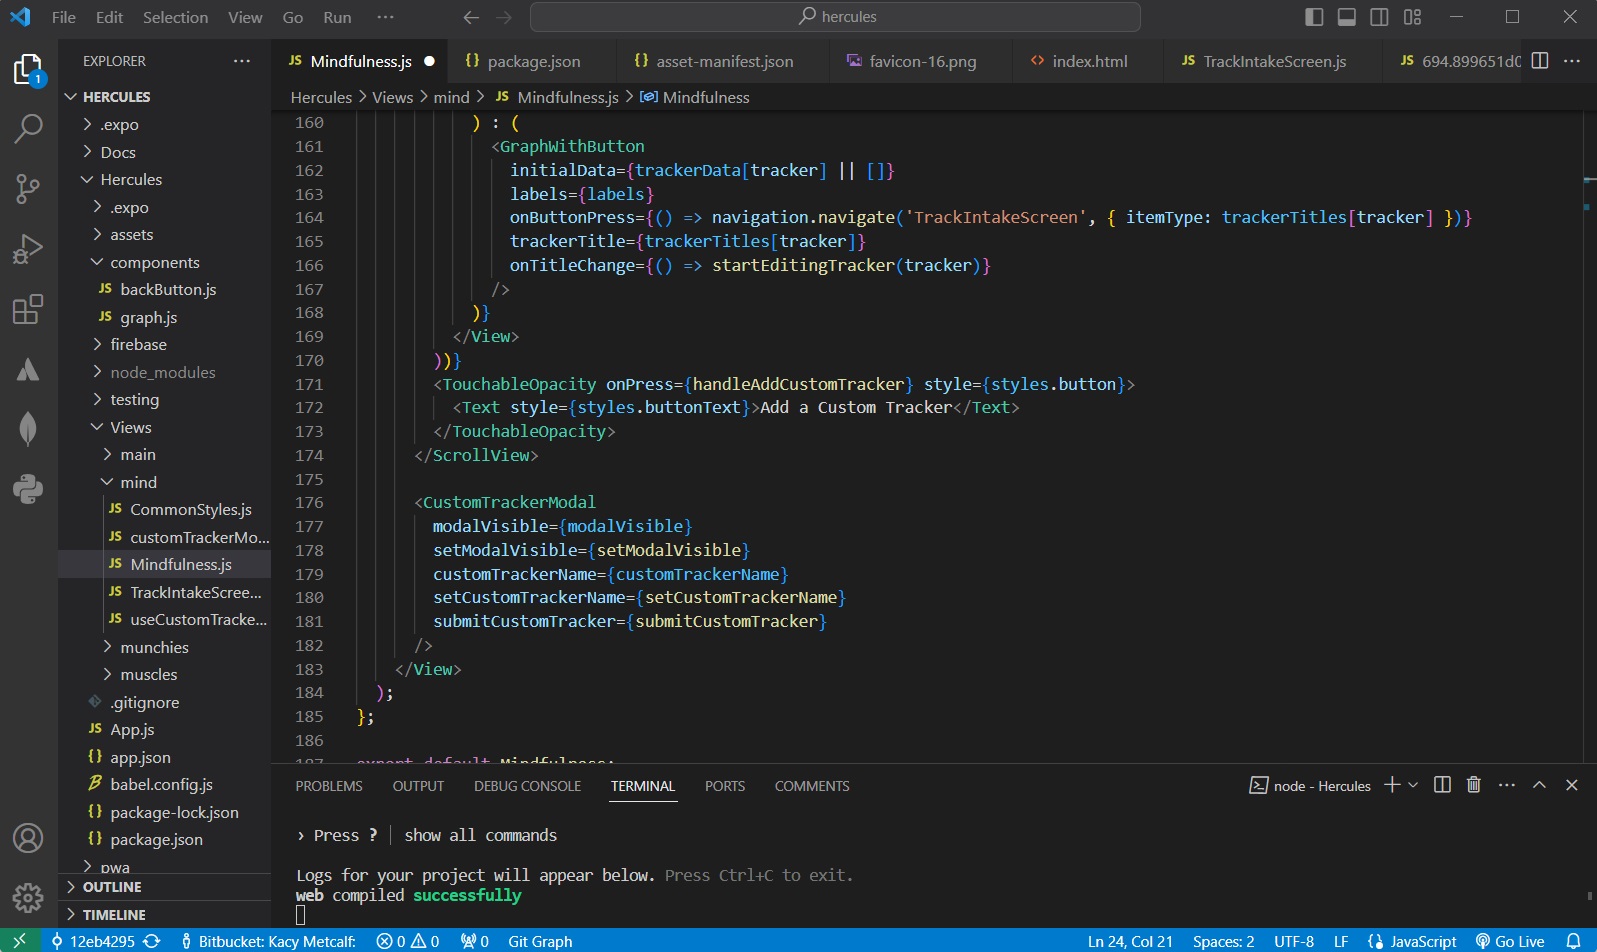 File Edit Selection View Go Run ··· hercules
EXPLORER ···
HERCULES
.expo
Docs
Hercules
.expo
assets
components
JS backButton.js
JS graph.js
firebase
node_modules
testing
Views
main
mind
JS CommonStyles.js
JS customTrackerMo...
JS Mindfulness.js
JS TrackIntakeScree...
JS useCustomTracke...
munchies
muscles
.gitignore
JS App.js
{} app.json
babel.config.js
{} package-lock.json
{} package.json
pwa
OUTLINE
TIMELINE
JS Mindfulness.js ● {} package.json {} asset-manifest.json favicon-16.png <> index.html JS TrackIntakeScreen.js JS 694.899651d0 ···
Hercules > Views > mind > JS Mindfulness.js > Mindfulness
160 ) : (
161 <GraphWithButton
162 initialData={trackerData[tracker] || []}
163 labels={labels}
164 onButtonPress={() => navigation.navigate('TrackIntakeScreen', { itemType: trackerTitles[tracker] })}
165 trackerTitle={trackerTitles[tracker]}
166 onTitleChange={() => startEditingTracker(tracker)}
167 />
168 )}
169 </View>
170 ))}
171 <TouchableOpacity onPress={handleAddCustomTracker} style={styles.button}>
172 <Text style={styles.buttonText}>Add a Custom Tracker</Text>
173 </TouchableOpacity>
174 </ScrollView>
175
176 <CustomTrackerModal
177 modalVisible={modalVisible}
178 setModalVisible={setModalVisible}
179 customTrackerName={customTrackerName}
180 setCustomTrackerName={setCustomTrackerName}
181 submitCustomTracker={submitCustomTracker}
182 />
183 </View>
184 );
185 };
186
187 export default Mindfulness;
PROBLEMS OUTPUT DEBUG CONSOLE TERMINAL PORTS COMMENTS node - Hercules ···
› Press ? │ show all commands
Logs for your project will appear below. Press Ctrl+C to exit.
web compiled successfully
1
12eb4295 Bitbucket: Kacy Metcalf: 0 0 0 Git Graph Ln 24, Col 21 Spaces: 2 UTF-8 LF {} JavaScript Go Live